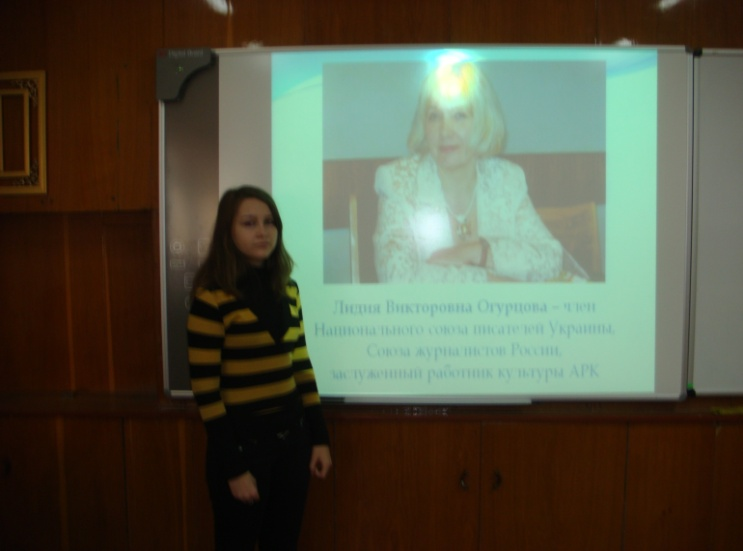 Лидия Викторовна Огурцова – член
Национального союза писателей Украины,
Союза журналистов России,
заслуженный работник культуры АРК